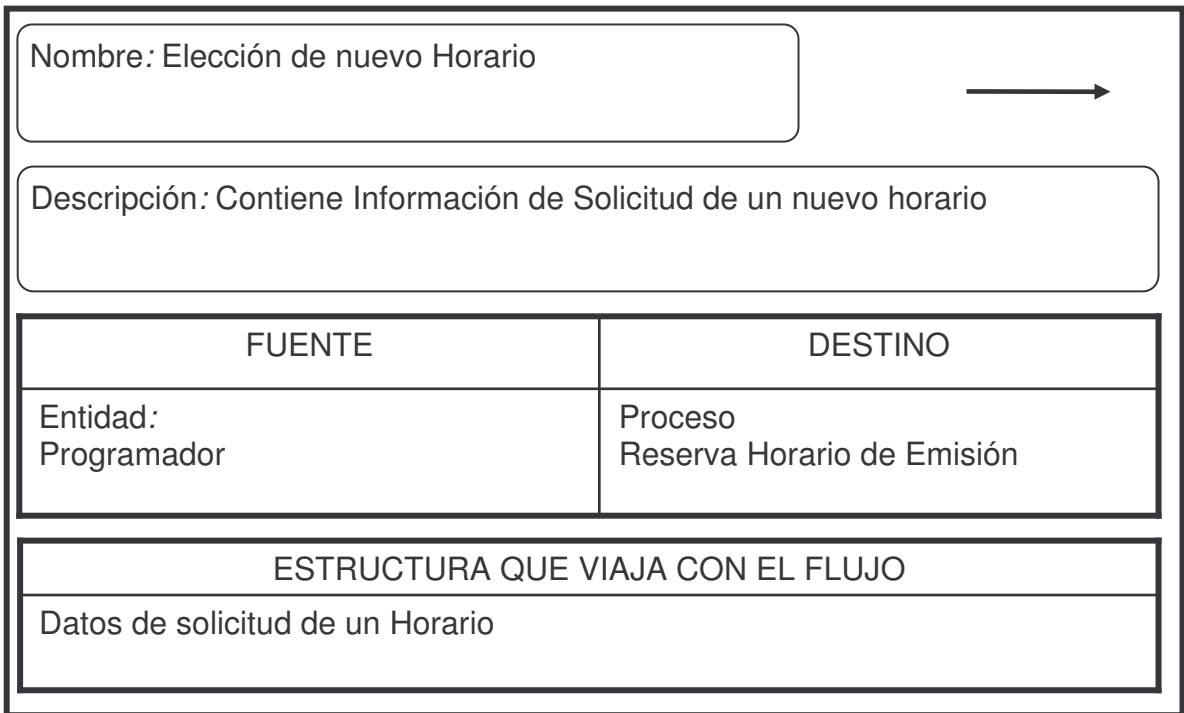 Nombre: Elección de nuevo Horario
Descripción: Contiene Información de Solicitud de un nuevo horario
FUENTE
DESTINO
Entidad:
Programador
Proceso
Reserva Horario de Emisión
ESTRUCTURA QUE VIAJA CON EL FLUJO
Datos de solicitud de un Horario